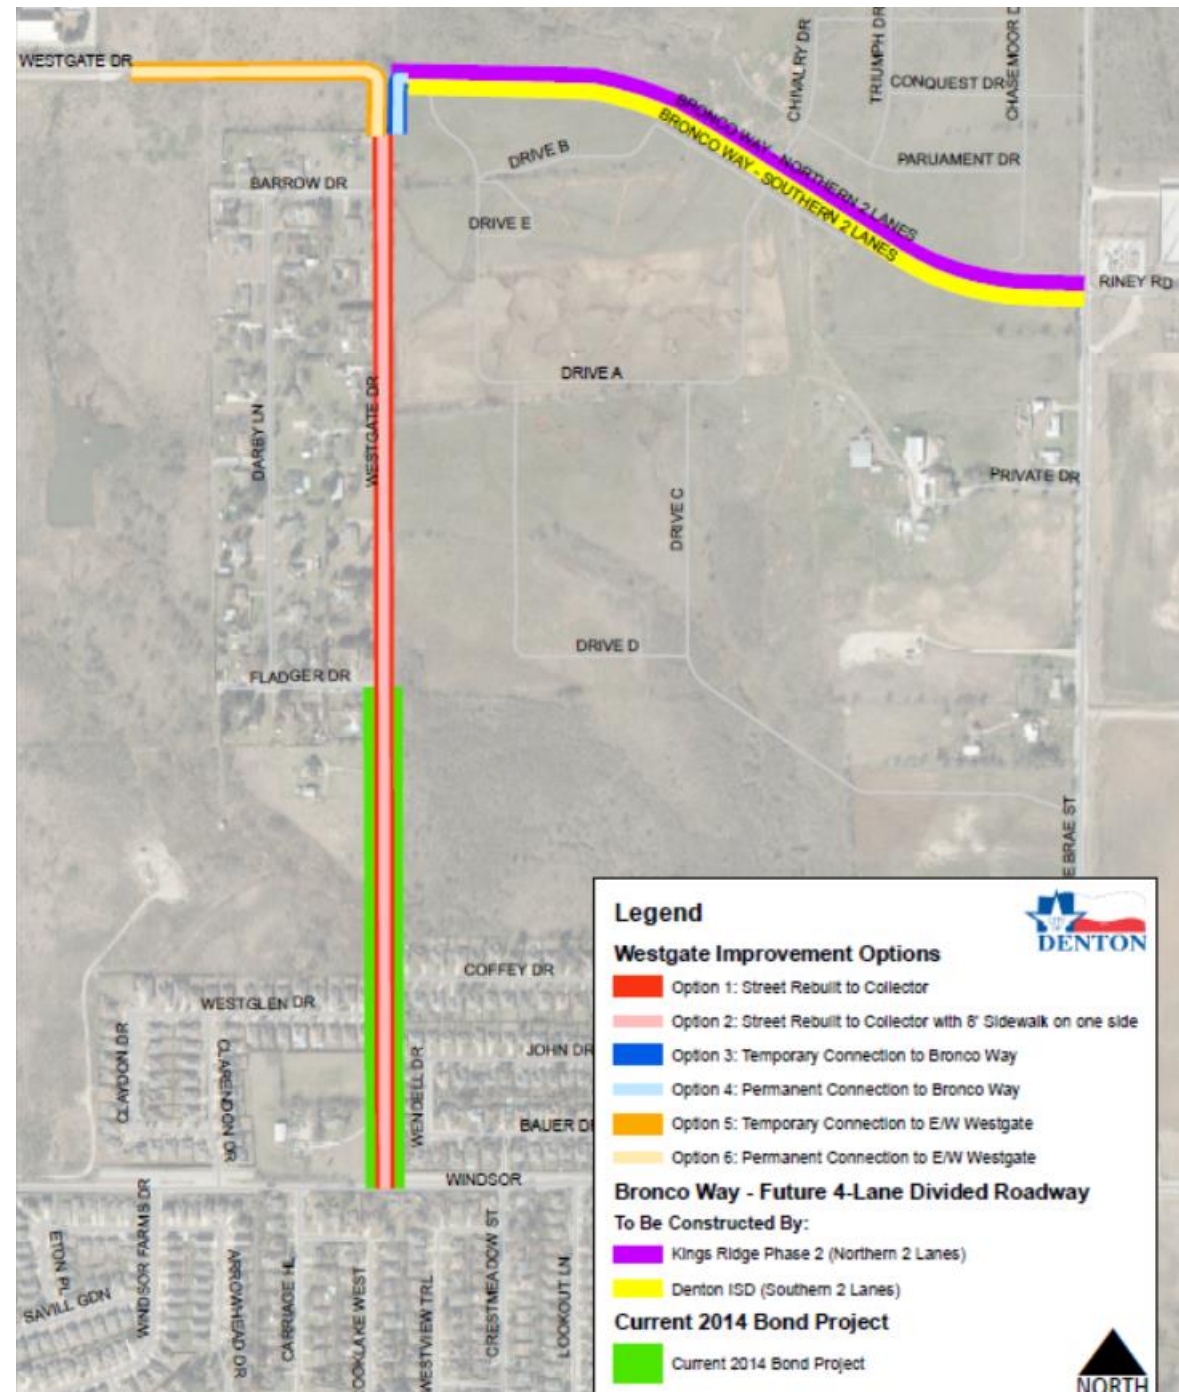 WESTGATE DR
CHIVALRY DR
TRIUMPH DR
CONQUEST DR
CHASEMOOR D
BRONCO WAY - NORTHERN 2 LANES
BRONCO WAY - SOUTHERN 2 LANES
DRIVE B
PARUAMENT DR
BARROW DR
DRIVE E
RINEY RD
DRIVE A
WESTGATE DR
DARBY LN
PRIVATE DR
DRIVE C
DRIVE D
FLADGER DR
EBRAE ST
COFFEY DR
WESTGLEN DR
CLAYDON DR
CLARENDON DR
JOHN DR
WENDELL DR
BAUER DR
WINDSOR
WINDSOR FARMS DR
ETON PL
SAVILL GDN
ARROWHEAD DR
CARRIAGE HL
OOKLAKE WEST
WESTVIEW TRL
CRESTMEADOW ST
LOOKOUT LN
Legend
DENTON
Westgate Improvement Options
Option 1: Street Rebuilt to Collector
Option 2: Street Rebuilt to Collector with 8' Sidewalk on one side
Option 3: Temporary Connection to Bronco Way
Option 4: Permanent Connection to Bronco Way
Option 5: Temporary Connection to E/W Westgate
Option 6: Permanent Connection to E/W Westgate
Bronco Way - Future 4-Lane Divided Roadway
To Be Constructed By:
Kings Ridge Phase 2 (Northern 2 Lanes)
Denton ISD (Southern 2 Lanes)
Current 2014 Bond Project
Current 2014 Bond Project
NORTH